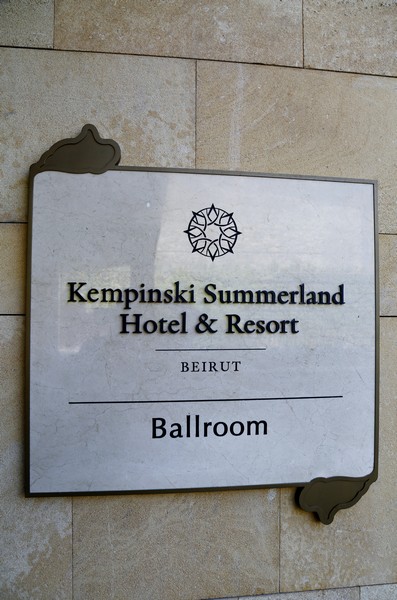 Kempinski Summerland
Hotel & Resort
BEIRUT
Ballroom